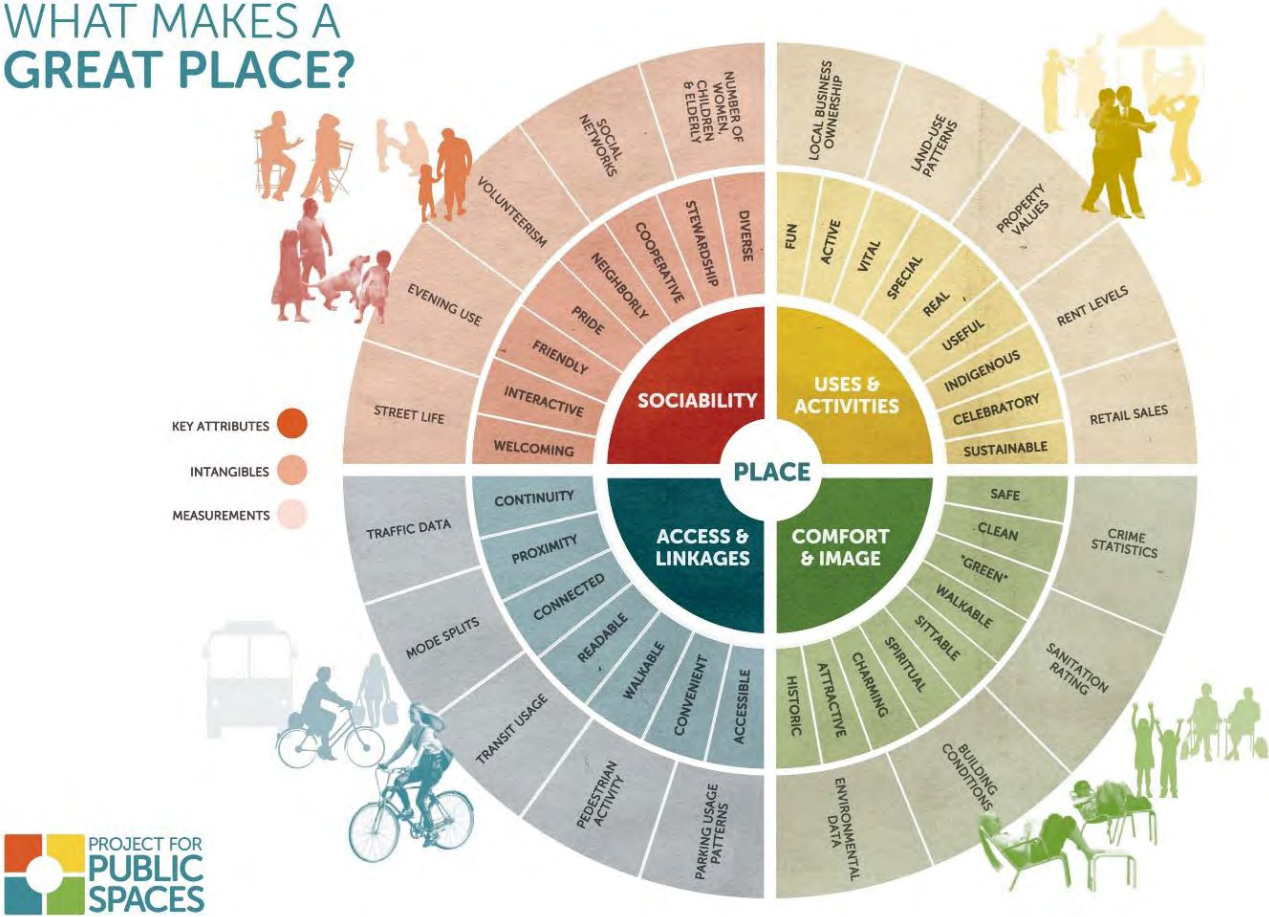 WHAT MAKES A
GREAT PLACE?
KEY ATTRIBUTES
INTANGIBLES
MEASUREMENTS
PLACE
SOCIABILITY
WELCOMING
INTERACTIVE
FRIENDLY
PRIDE
NEIGHBORLY
COOPERATIVE
STEWARDSHIP
DIVERSE
STREET LIFE
EVENING USE
VOLUNTEERISM
SOCIAL
NETWORKS
NUMBER OF
WOMEN,
CHILDREN
& ELDERLY
USES &
ACTIVITIES
FUN
ACTIVE
VITAL
SPECIAL
REAL
USEFUL
INDIGENOUS
CELEBRATORY
SUSTAINABLE
LOCAL BUSINESS
OWNERSHIP
LAND-USE
PATTERNS
PROPERTY
VALUES
RENT LEVELS
RETAIL SALES
COMFORT
& IMAGE
SAFE
CLEAN
"GREEN"
WALKABLE
SITTABLE
SPIRITUAL
CHARMING
ATTRACTIVE
HISTORIC
CRIME
STATISTICS
SANITATION
RATING
BUILDING
CONDITIONS
ENVIRONMENTAL
DATA
ACCESS &
LINKAGES
CONTINUITY
PROXIMITY
CONNECTED
READABLE
WALKABLE
CONVENIENT
ACCESSIBLE
TRAFFIC DATA
MODE SPLITS
TRANSIT USAGE
PEDESTRIAN
ACTIVITY
PARKING USAGE
PATTERNS
PROJECT FOR
PUBLIC
SPACES